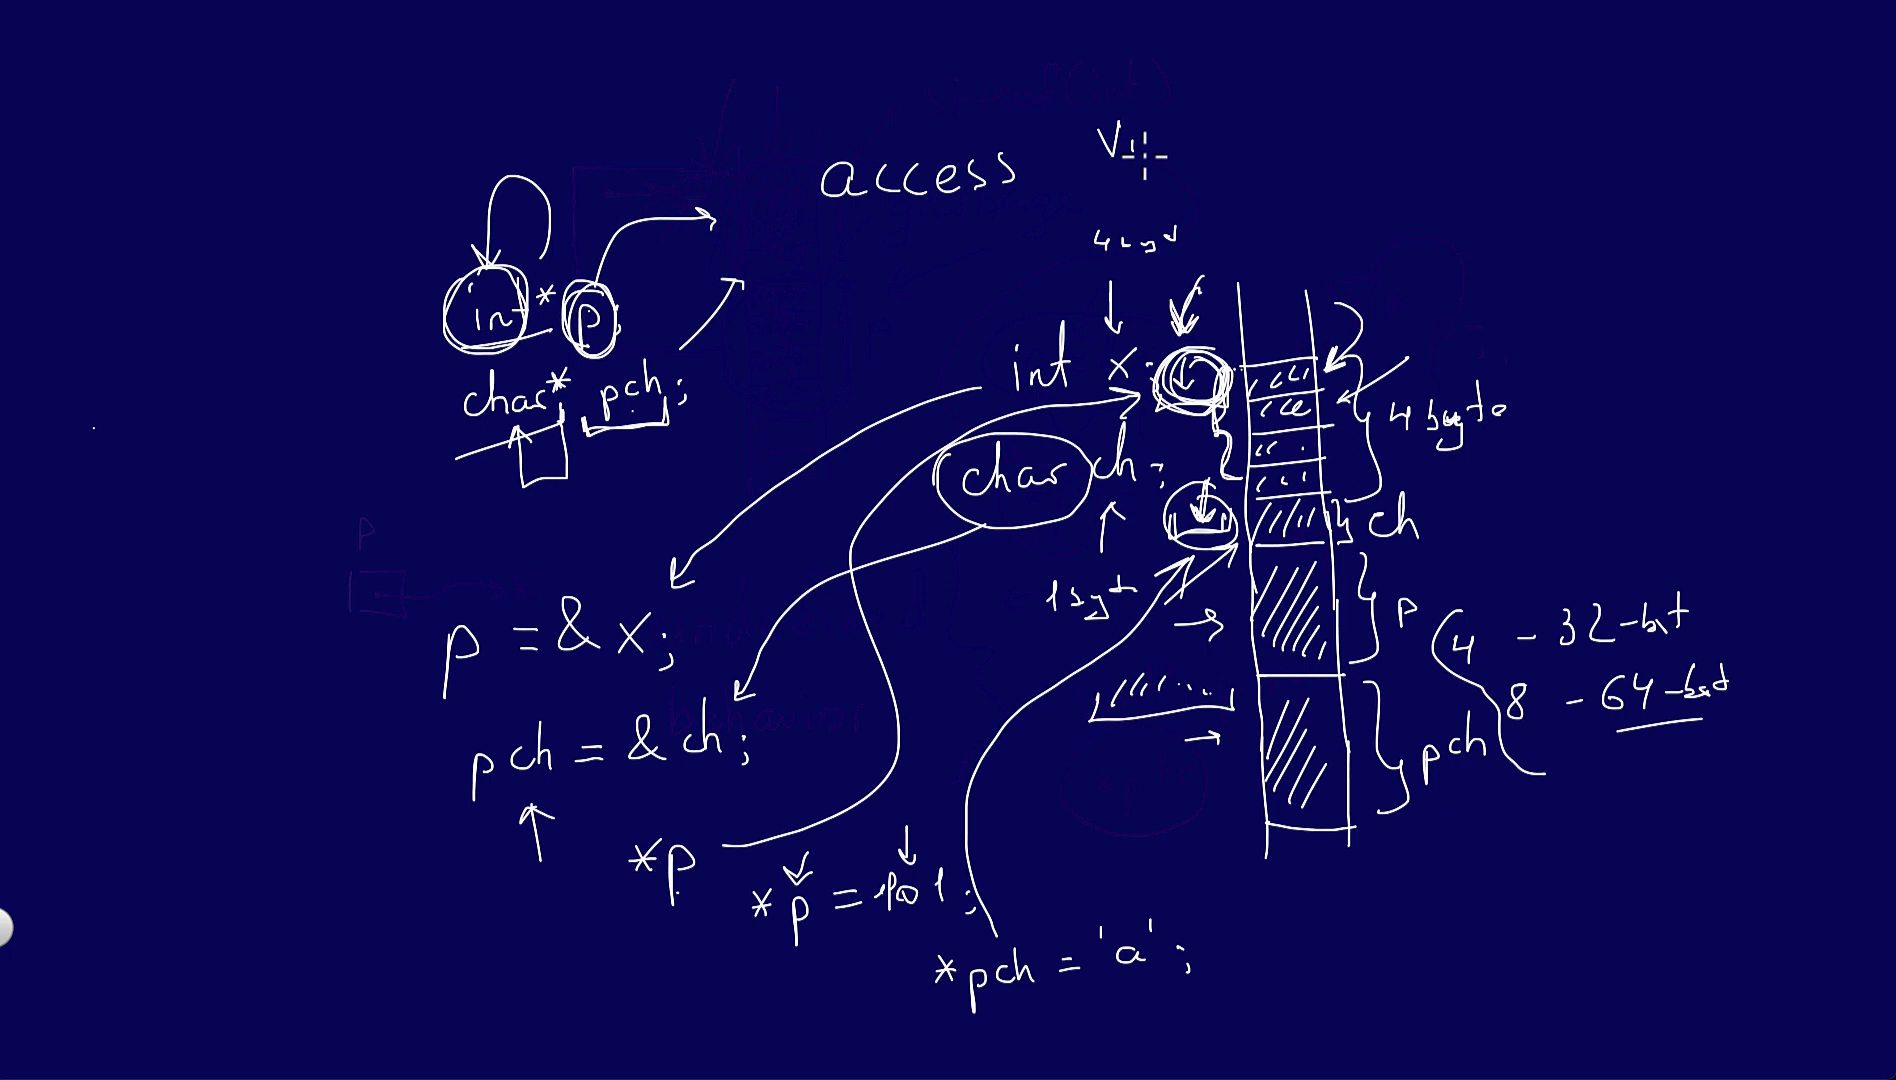 access
int* p;
char* pch;
4 byte
int x;
char ch;
1 byte
4 byte
ch
p
pch
4 - 32-bit
8 - 64-bit
p = &x;
pch = &ch;
*p
*p =
*pch = 'a';